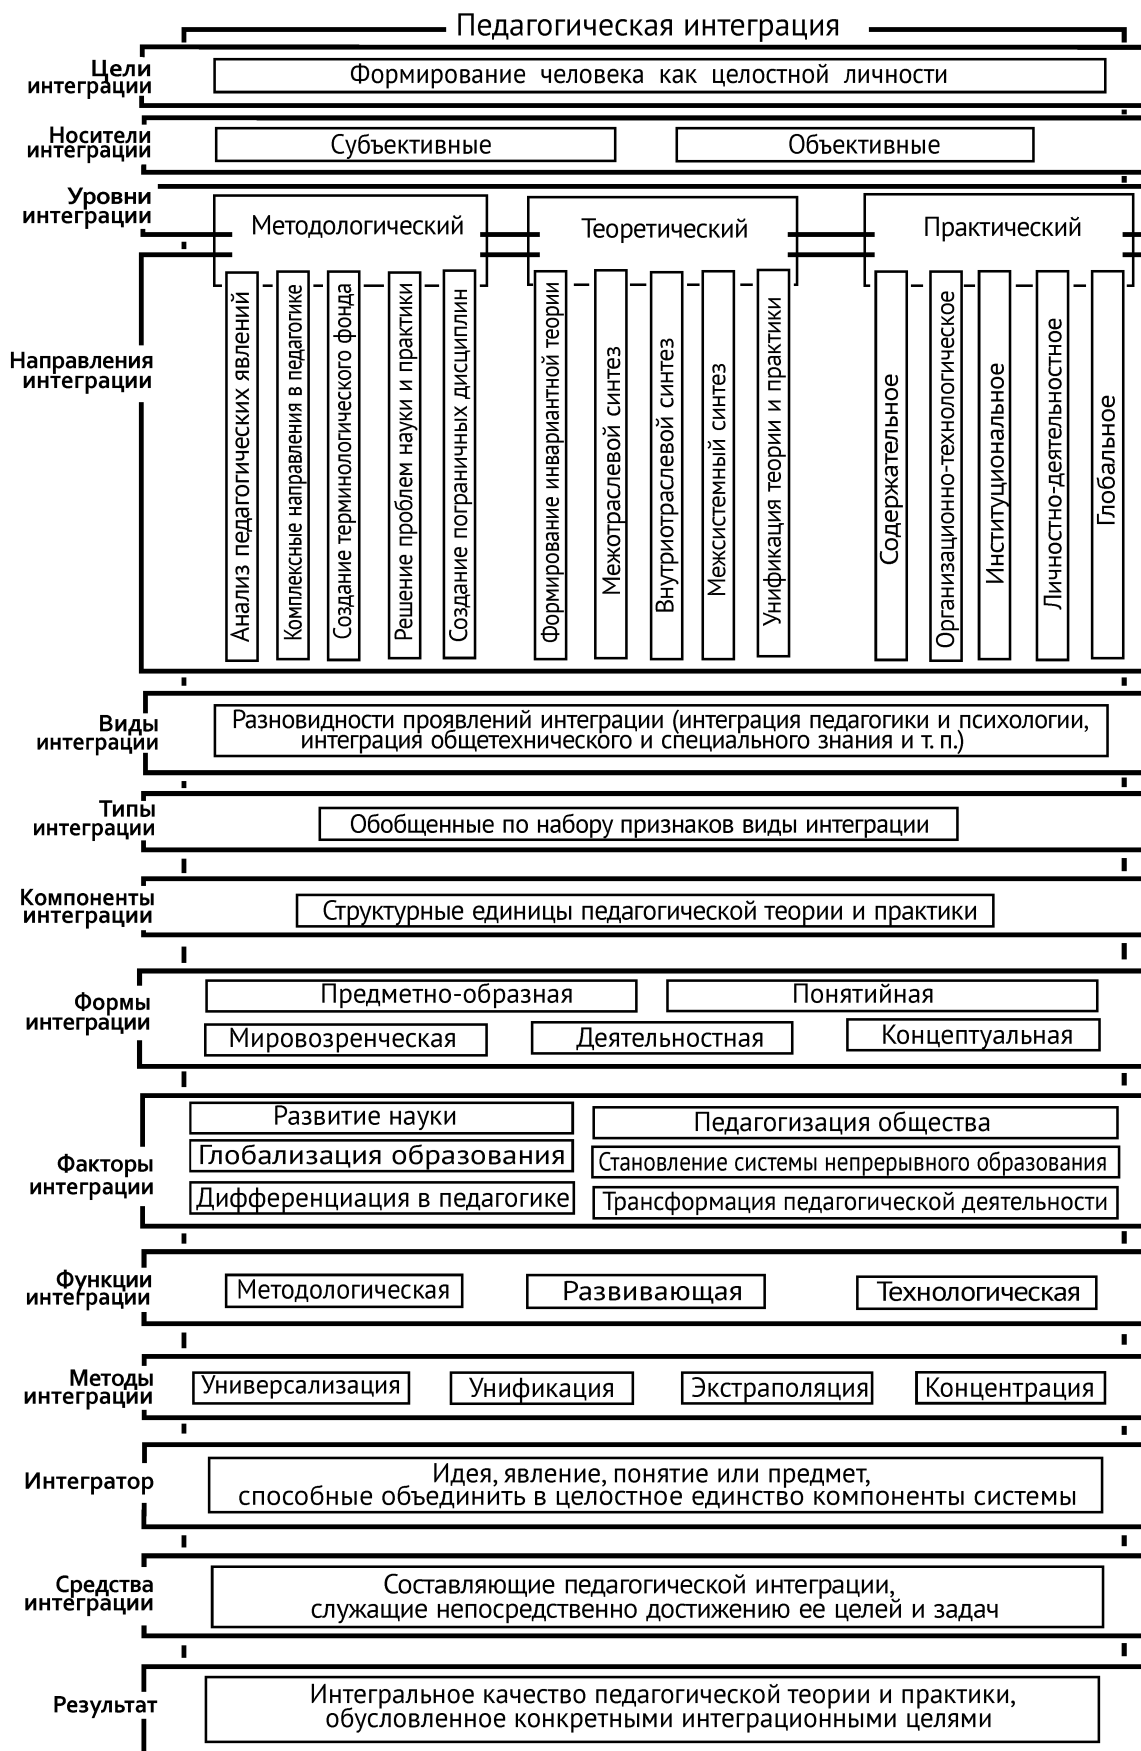 Педагогическая интеграция
Цели
интеграции
Формирование человека как целостной личности
Носители
интеграции
Субъективные
Объективные
Уровни
интеграции
Методологический
Теоретический
Практический
Направления
интеграции
Анализ педагогических явлений
Комплексные направления в педагогике
Создание терминологического фонда
Решение проблем науки и практики
Создание пограничных дисциплин
Формирование инвариантной теории
Межотраслевой синтез
Внутриотраслевой синтез
Межсистемный синтез
Унификация теории и практики
Содержательное
Организационно-технологическое
Институциональное
Личностно-деятельностное
Глобальное
Виды
интеграции
Разновидности проявлений интеграции (интеграция педагогики и психологии,
интеграция общетехнического и специального знания и т. п.)
Типы
интеграции
Обобщенные по набору признаков виды интеграции
Компоненты
интеграции
Структурные единицы педагогической теории и практики
Формы
интеграции
Предметно-образная
Понятийная
Мировозренческая
Деятельностная
Концептуальная
Факторы
интеграции
Развитие науки
Педагогизация общества
Глобализация образования
Становление системы непрерывного образования
Дифференциация в педагогике
Трансформация педагогической деятельности
Функции
интеграции
Методологическая
Развивающая
Технологическая
Методы
интеграции
Универсализация
Унификация
Экстраполяция
Концентрация
Интегратор
Идея, явление, понятие или предмет,
способные объединить в целостное единство компоненты системы
Средства
интеграции
Составляющие педагогической интеграции,
служащие непосредственно достижению ее целей и задач
Результат
Интегральное качество педагогической теории и практики,
обусловленное конкретными интеграционными целями